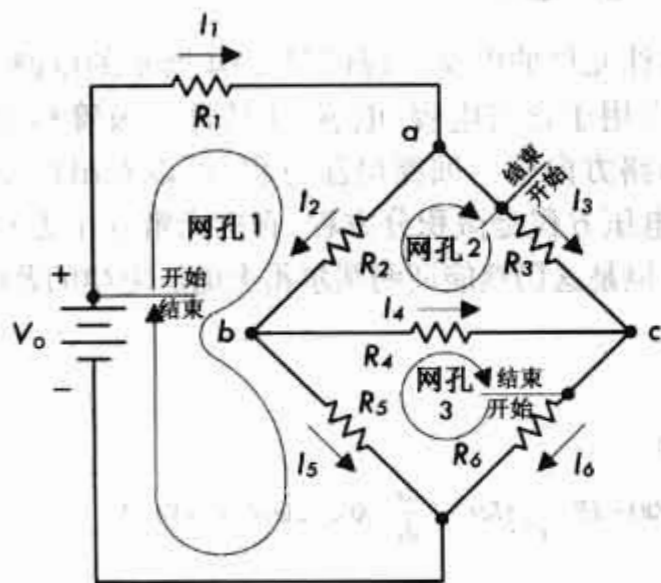 I₁
R₁
a
结束
开始
I₂
I₃
网孔1
网孔2
R₂
R₃
+
开始
结束
I₄
V₀
b
c
R₄
−
网孔
3
结束
开始
R₅
R₆
I₅
I₆